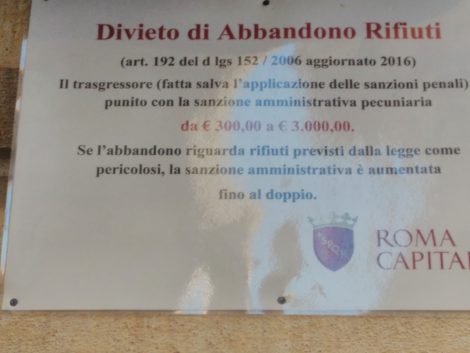 Divieto di Abbandono Rifiuti
(art. 192 del d lgs 152 / 2006 aggiornato 2016)
Il trasgressore (fatta salva l'applicazione delle sanzioni penali)
punito con la sanzione amministrativa pecuniaria
da € 300,00 a € 3.000,00.
Se l'abbandono riguarda rifiuti previsti dalla legge come
pericolosi, la sanzione amministrativa è aumentata
fino al doppio.
SPQR
ROMA
CAPITAL